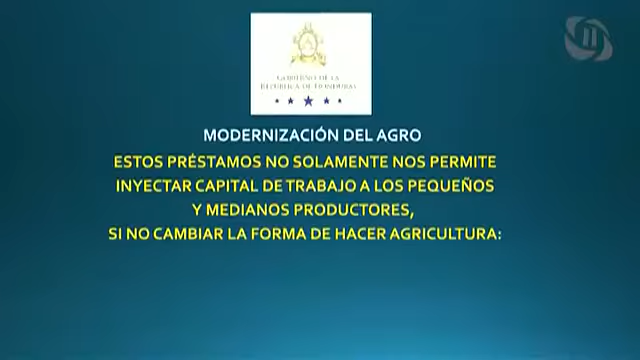 GOBIERNO DE LA
REPÚBLICA DE HONDURAS
MODERNIZACIÓN DEL AGRO
ESTOS PRÉSTAMOS NO SOLAMENTE NOS PERMITE
INYECTAR CAPITAL DE TRABAJO A LOS PEQUEÑOS
Y MEDIANOS PRODUCTORES,
SI NO CAMBIAR LA FORMA DE HACER AGRICULTURA: